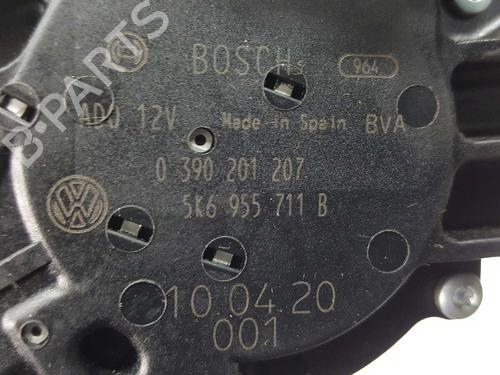 BOSCH
964
ADO 12V
Made in Spain BVA
0 390 201 207
5K6 955 711 B
10.04.20
001
B-PARTS